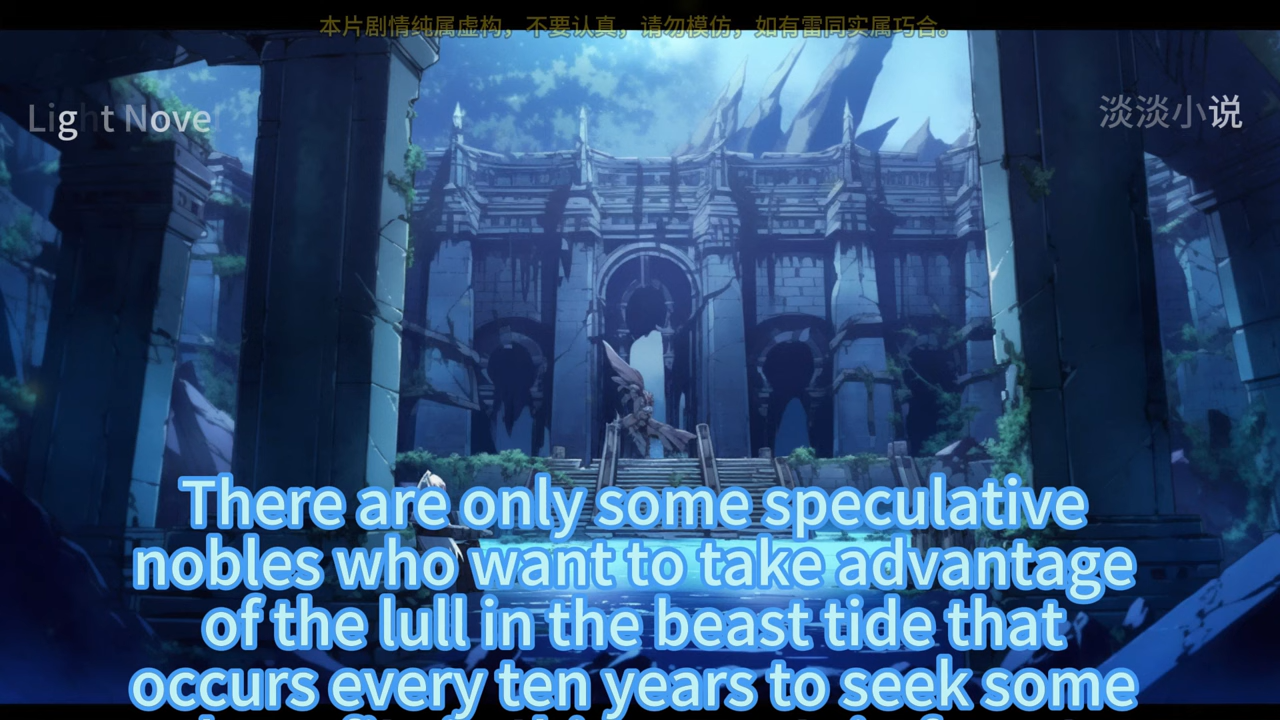 本片剧情纯属虚构，不要认真，请勿模仿，如有雷同实属巧合。
Light Nove
淡淡小说
There are only some speculative
nobles who want to take advantage
of the lull in the beast tide that
occurs every ten years to seek some